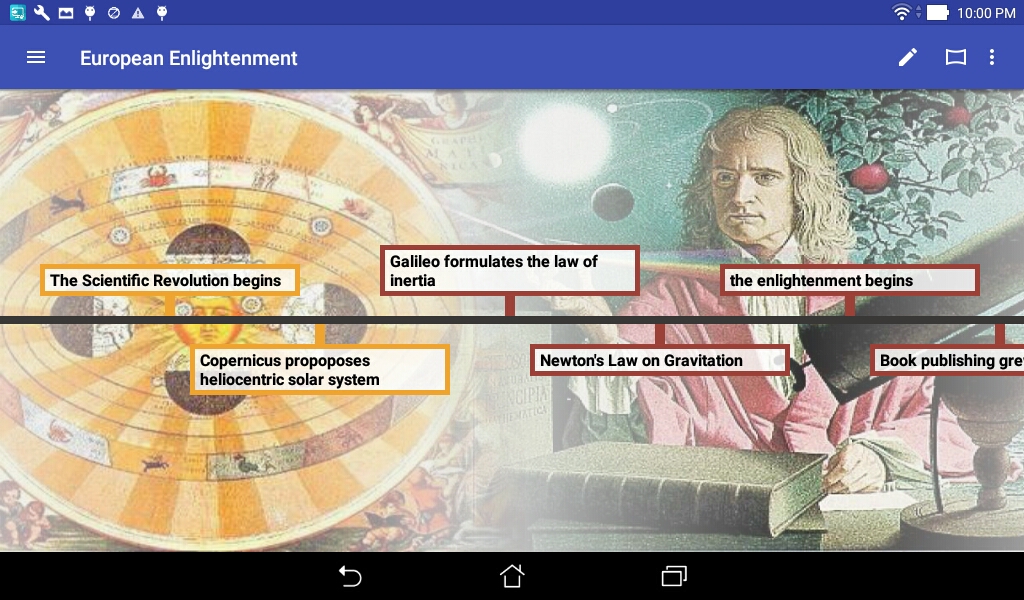 10:00 PM
European Enlightenment
The Scientific Revolution begins
Galileo formulates the law of
inertia
the enlightenment begins
Copernicus propoposes
heliocentric solar system
Newton's Law on Gravitation
Book publishing gre